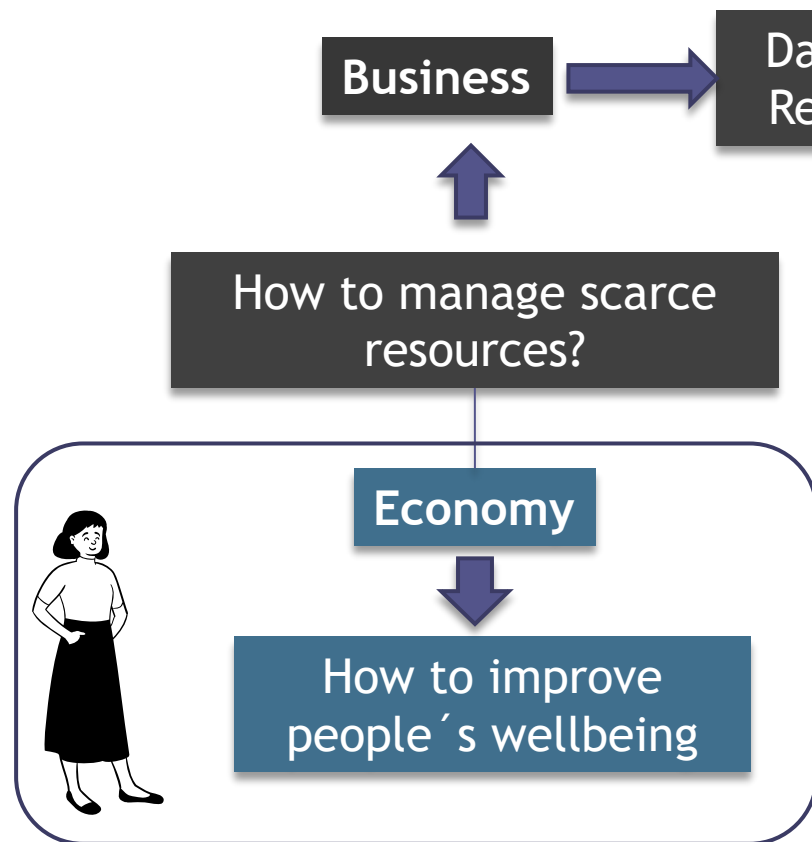 Business
How to manage scarce
resources?
Economy
How to improve
people´s wellbeing